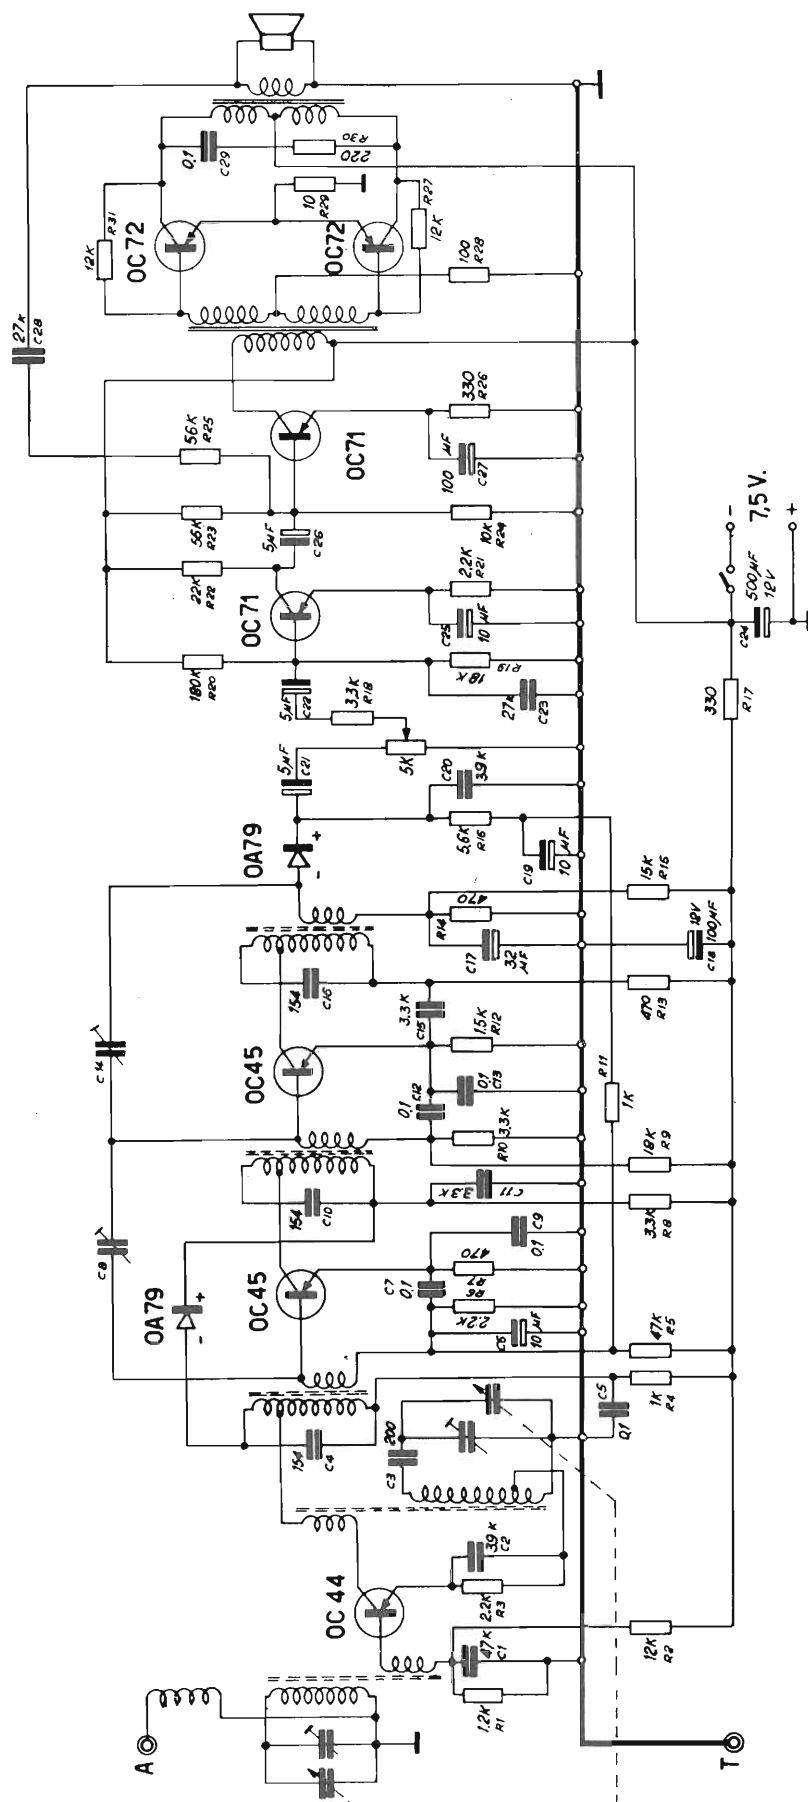 A
T
1.2K
R1
47K
C1
12K
R2
OC44
2.2K
R3
39K
C2
C3
200
154
C4
0,1
C5
1K
R4
47K
R5
OA79
-
+
C8
OC45
C6
10 µF
2.2K
R6
470
R7
C7
0,1
C9
0,1
154
C10
3.3K
C11
3.3K
R8
18K
R9
R10
3,3K
0,1
C12
0,1
C13
1.5K
R12
3.3K
C15
OC45
C14
154
C16
R11
1K
470
R13
C17
32 µF
C18
12V
100µF
R14
470
15K
R15
OA79
-
+
C19
10 µF
5,6K
R16
C20
39K
5K
5µF
C21
3,3K
R18
5µF
C22
330
R17
27K
C23
18K
R19
180K
R20
OC71
C25
10 µF
2.2K
R21
22K
R22
5µF
C26
56K
R23
10K
R24
56K
R25
OC71
100 µF
C27
330
R26
C24
500µF
12V
7,5 V.
-
+
27K
C28
12K
R31
OC72
OC72
12K
R27
100
R28
10
R29
0,1
C29
220
R30